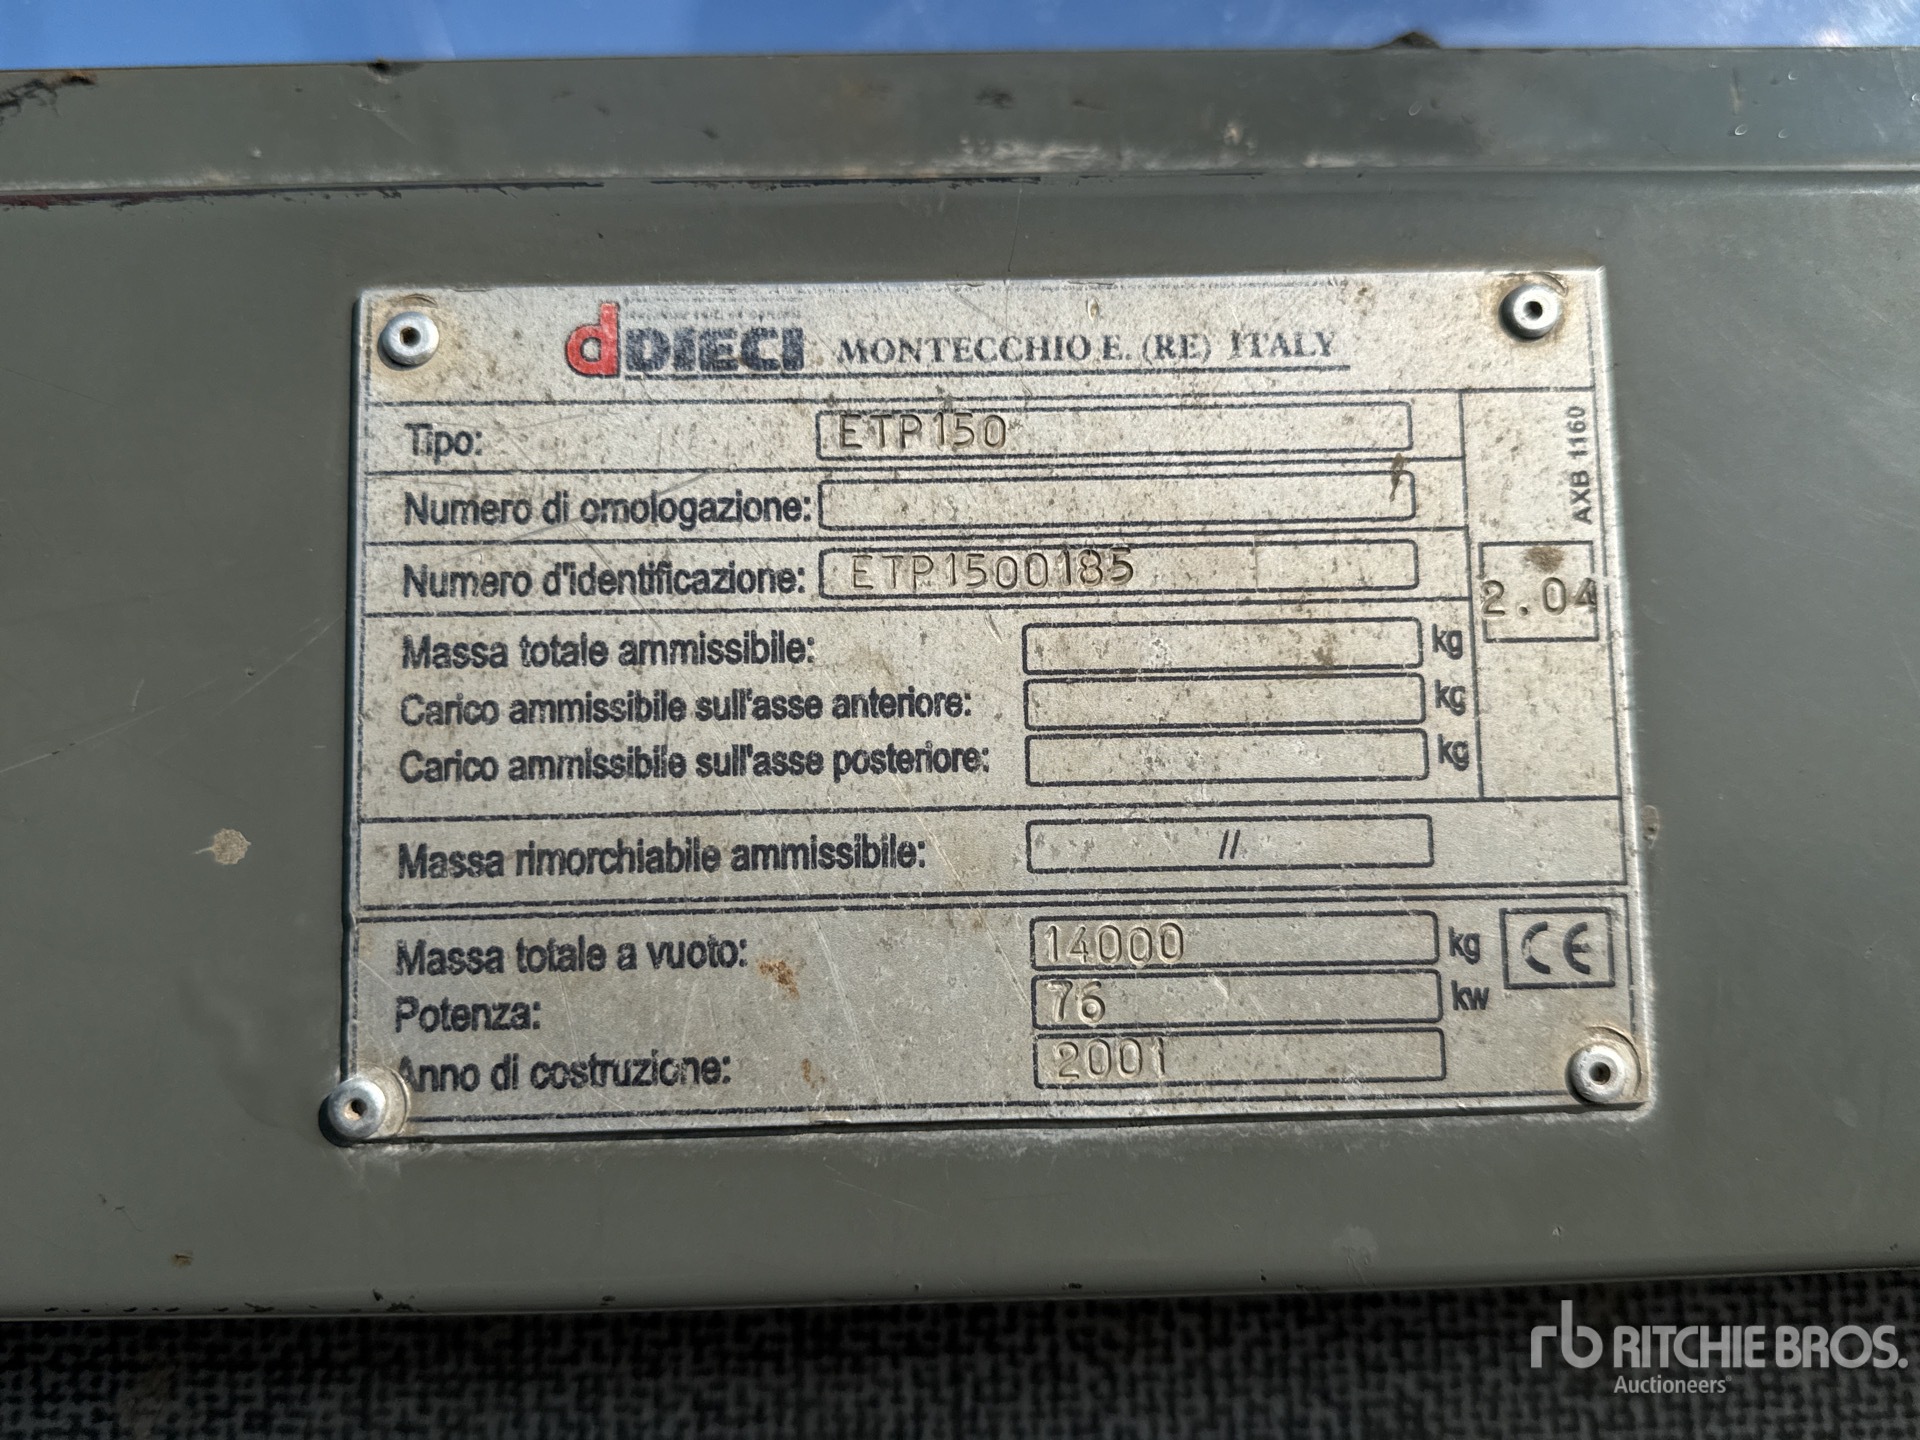 dDIECI MONTECCHIO E. (RE) ITALY
Tipo: ETP150
Numero di omologazione:
Numero d'identificazione: ETP1500185
AXB 1160
2.04
Massa totale ammissibile: kg
Carico ammissibile sull'asse anteriore: kg
Carico ammissibile sull'asse posteriore: kg
Massa rimorchiabile ammissibile: //
Massa totale a vuoto: 14000 kg
CE
Potenza: 76 kw
Anno di costruzione: 2001
rb RITCHIE BROS.
Auctioneers